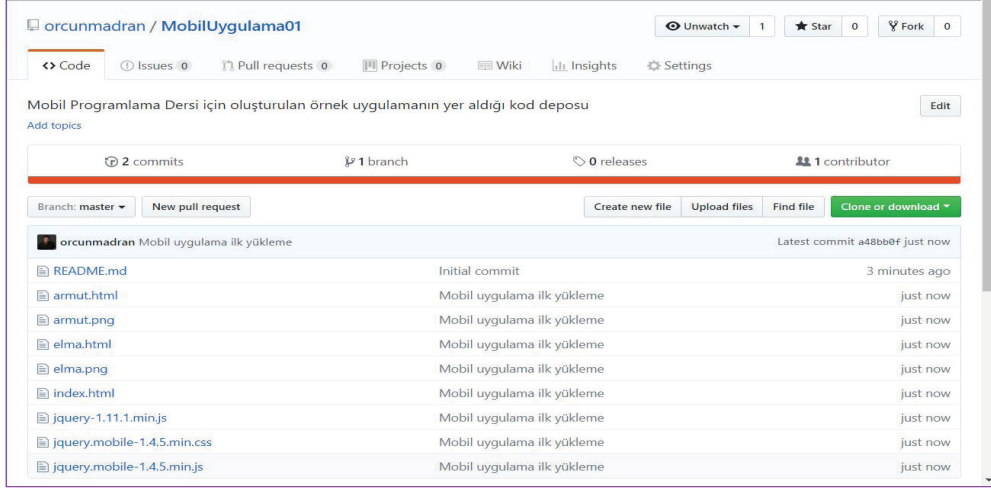 orcunmadran / MobilUygulama01 Unwatch 1 Star 0 Fork 0
Code Issues 0 Pull requests 0 Projects 0 Wiki Insights Settings
Mobil Programlama Dersi için oluşturulan örnek uygulamanın yer aldığı kod deposu Edit
Add topics
2 commits 1 branch 0 releases 1 contributor
Branch: master New pull request Create new file Upload files Find file Clone or download
orcunmadran Mobil uygulama ilk yükleme Latest commit a48bb0f just now
README.md Initial commit 3 minutes ago
armut.html Mobil uygulama ilk yükleme just now
armut.png Mobil uygulama ilk yükleme just now
elma.html Mobil uygulama ilk yükleme just now
elma.png Mobil uygulama ilk yükleme just now
index.html Mobil uygulama ilk yükleme just now
jquery-1.11.1.min.js Mobil uygulama ilk yükleme just now
jquery.mobile-1.4.5.min.css Mobil uygulama ilk yükleme just now
jquery.mobile-1.4.5.min.js Mobil uygulama ilk yükleme just now